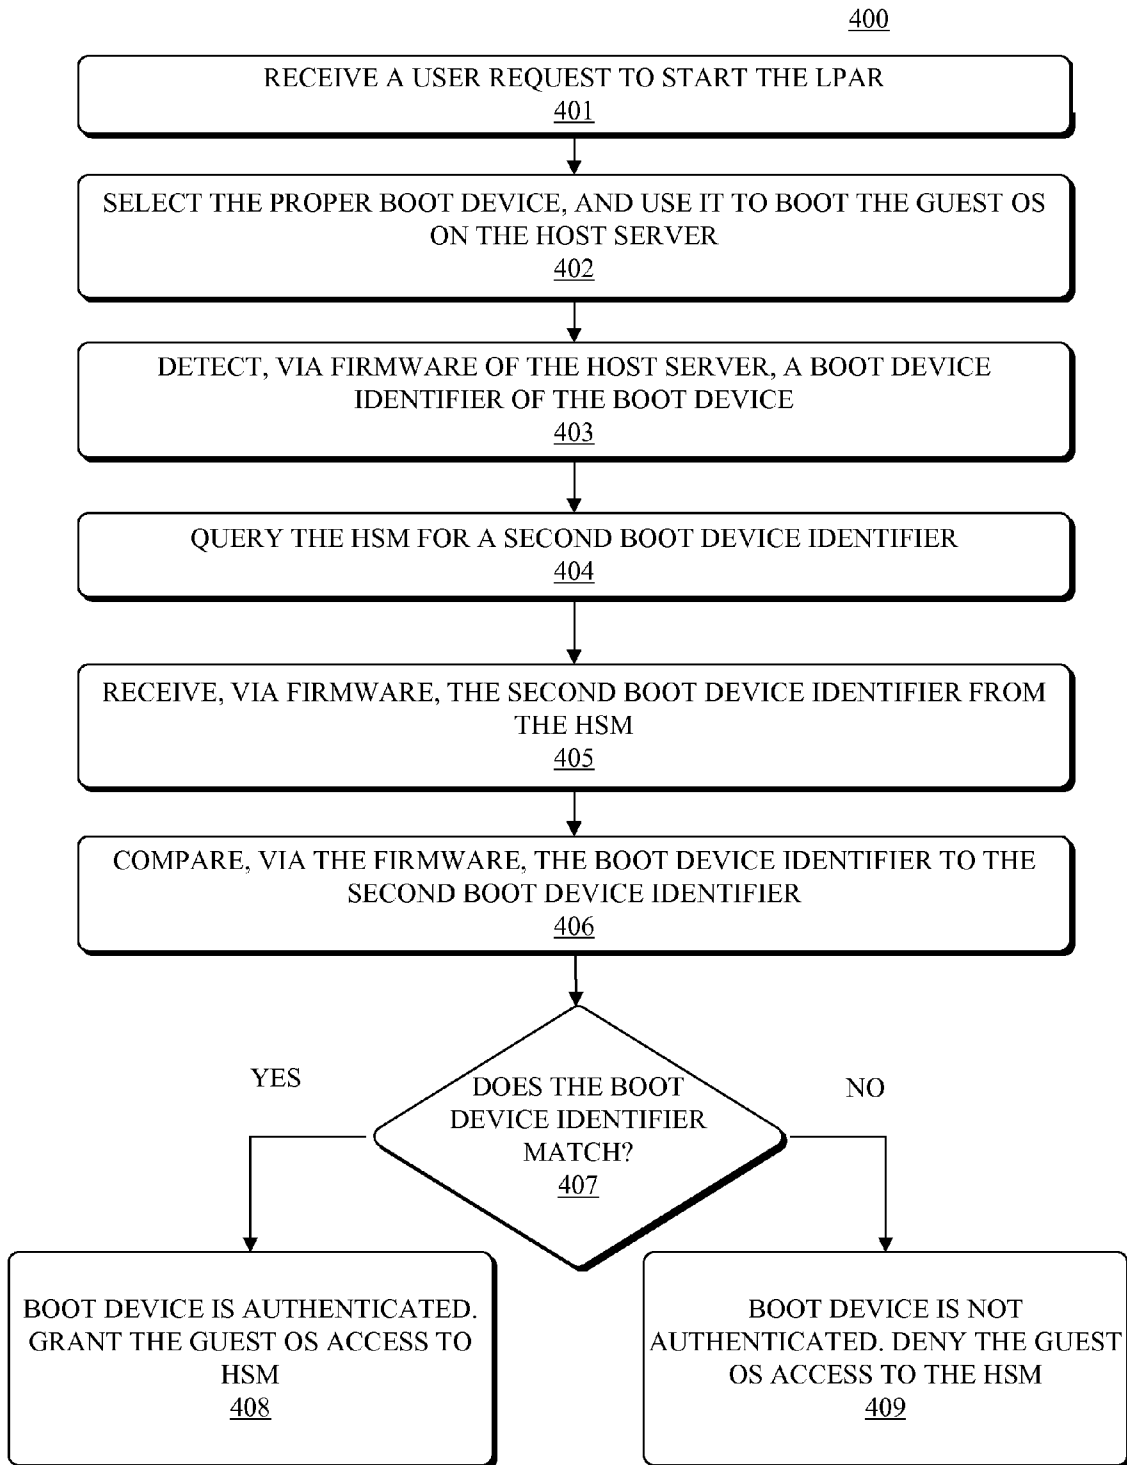 400
RECEIVE A USER REQUEST TO START THE LPAR
401
SELECT THE PROPER BOOT DEVICE, AND USE IT TO BOOT THE GUEST OS
ON THE HOST SERVER
402
DETECT, VIA FIRMWARE OF THE HOST SERVER, A BOOT DEVICE
IDENTIFIER OF THE BOOT DEVICE
403
QUERY THE HSM FOR A SECOND BOOT DEVICE IDENTIFIER
404
RECEIVE, VIA FIRMWARE, THE SECOND BOOT DEVICE IDENTIFIER FROM
THE HSM
405
COMPARE, VIA THE FIRMWARE, THE BOOT DEVICE IDENTIFIER TO THE
SECOND BOOT DEVICE IDENTIFIER
406
YES
NO
DOES THE BOOT
DEVICE IDENTIFIER
MATCH?
407
BOOT DEVICE IS AUTHENTICATED.
GRANT THE GUEST OS ACCESS TO
HSM
408
BOOT DEVICE IS NOT
AUTHENTICATED. DENY THE GUEST
OS ACCESS TO THE HSM
409